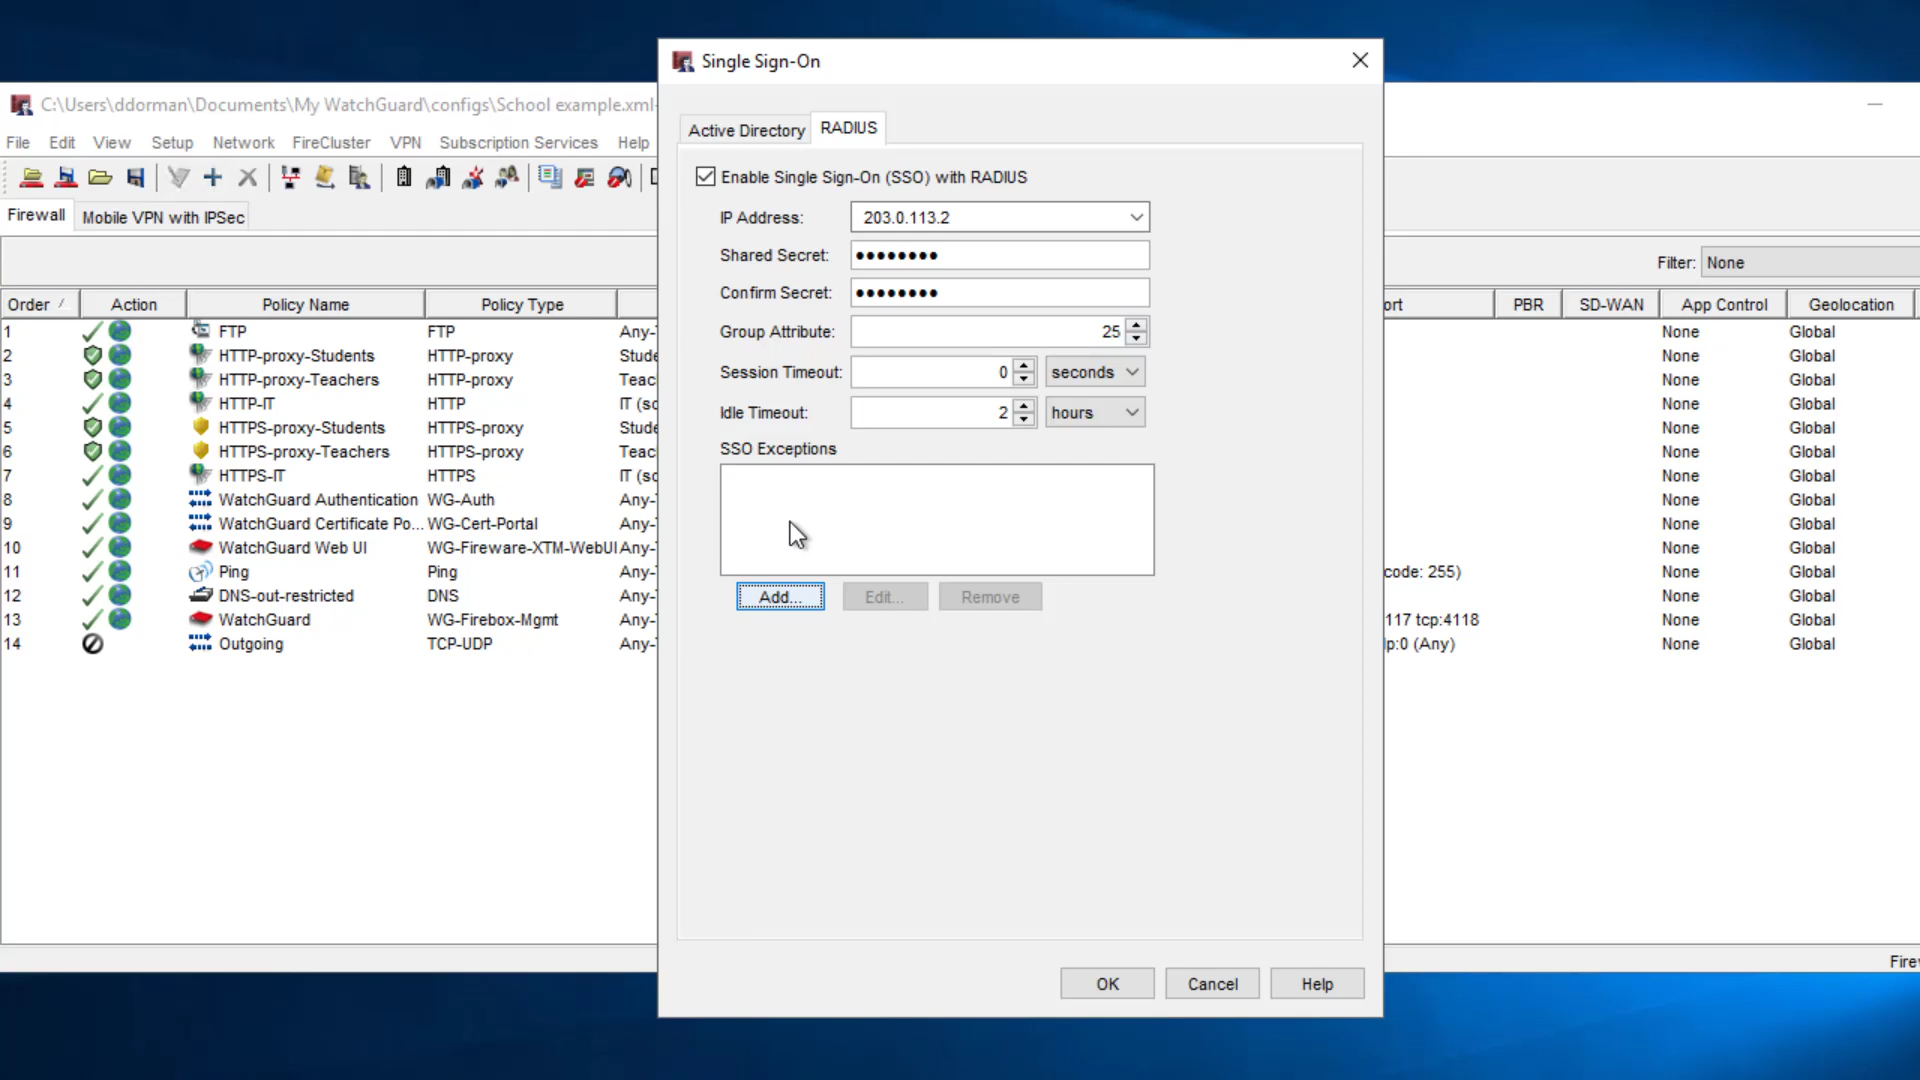 Single Sign-On
C:\Users\ddorman\Documents\My WatchGuard\configs\School example.xml-
File Edit View Setup Network FireCluster VPN Subscription Services Help
Active Directory RADIUS
Enable Single Sign-On (SSO) with RADIUS
Firewall Mobile VPN with IPSec
IP Address: 203.0.113.2
Shared Secret: ●●●●●●●●
Filter: None
Confirm Secret: ●●●●●●●●
Order Action Policy Name Policy Type ort PBR SD-WAN App Control Geolocation
Group Attribute: 25
Session Timeout: 0 seconds
Idle Timeout: 2 hours
SSO Exceptions
Add... Edit... Remove
1 FTP FTP Any- None Global
2 HTTP-proxy-Students HTTP-proxy Stude None Global
3 HTTP-proxy-Teachers HTTP-proxy Teac None Global
4 HTTP-IT HTTP IT (sc None Global
5 HTTPS-proxy-Students HTTPS-proxy Stude None Global
6 HTTPS-proxy-Teachers HTTPS-proxy Teac None Global
7 HTTPS-IT HTTPS IT (sc None Global
8 WatchGuard Authentication WG-Auth Any- None Global
9 WatchGuard Certificate Po... WG-Cert-Portal Any- None Global
10 WatchGuard Web UI WG-Fireware-XTM-WebUI Any- None Global
11 Ping Ping Any- code: 255) None Global
12 DNS-out-restricted DNS Any- None Global
13 WatchGuard WG-Firebox-Mgmt Any- 117 tcp:4118 None Global
14 Outgoing TCP-UDP Any- p:0 (Any) None Global
Fire
OK Cancel Help